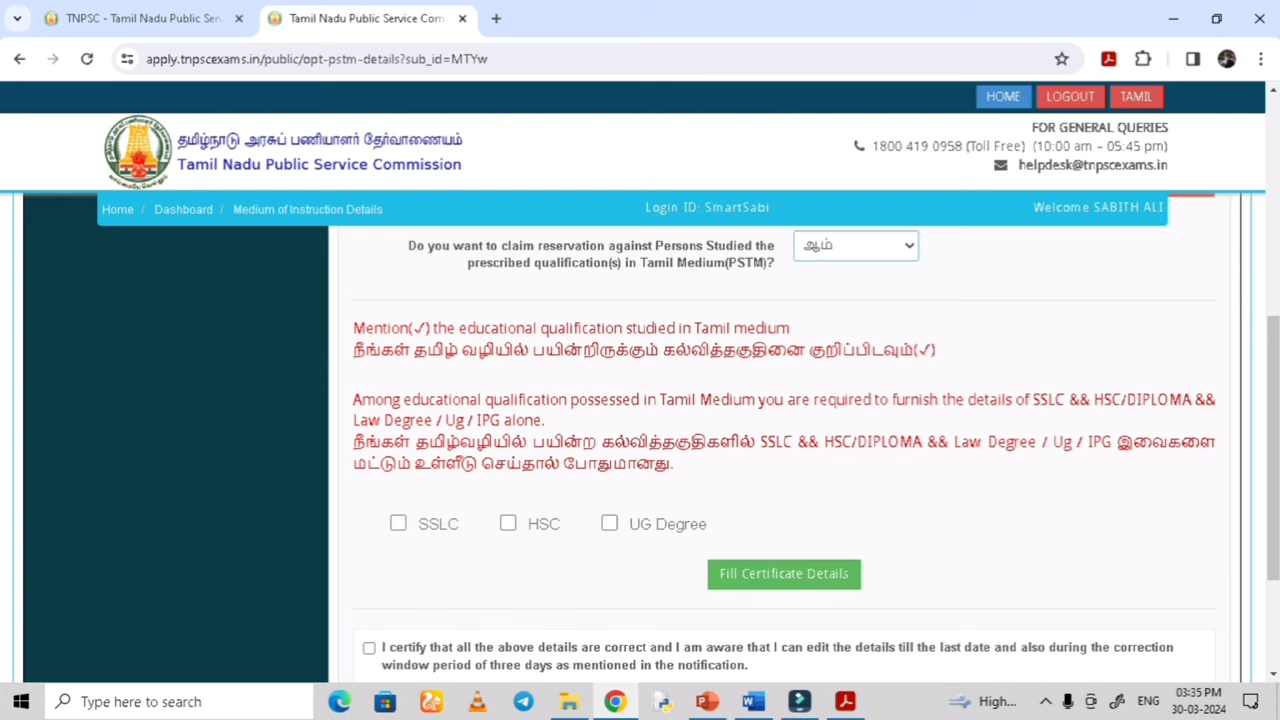 TNPSC - Tamil Nadu Public Ser
Tamil Nadu Public Service Com
apply.tnpscexams.in/public/opt-pstm-details?sub_id=MTYw
HOME LOGOUT TAMIL
தமிழ்நாடு அரசுப் பணியாளர் தேர்வாணையம்
Tamil Nadu Public Service Commission
FOR GENERAL QUERIES
1800 419 0958 (Toll Free) (10:00 am – 05:45 pm)
helpdesk@tnpscexams.in
Home / Dashboard / Medium of Instruction Details Login ID: SmartSabi Welcome SABITH ALI
Do you want to claim reservation against Persons Studied the
prescribed qualification(s) in Tamil Medium(PSTM)?
ஆம்
Mention(✓) the educational qualification studied in Tamil medium
நீங்கள் தமிழ் வழியில் பயின்றிருக்கும் கல்வித்தகுதினை குறிப்பிடவும்(✓)
Among educational qualification possessed in Tamil Medium you are required to furnish the details of SSLC && HSC/DIPLOMA &&
Law Degree / Ug / IPG alone.
நீங்கள் தமிழ்வழியில் பயின்ற கல்வித்தகுதிகளில் SSLC && HSC/DIPLOMA && Law Degree / Ug / IPG இவைகளை
மட்டும் உள்ளீடு செய்தால் போதுமானது.
SSLC HSC UG Degree
Fill Certificate Details
I certify that all the above details are correct and I am aware that I can edit the details till the last date and also during the correction
window period of three days as mentioned in the notification.
Type here to search
High...
ENG
03:35 PM
30-03-2024